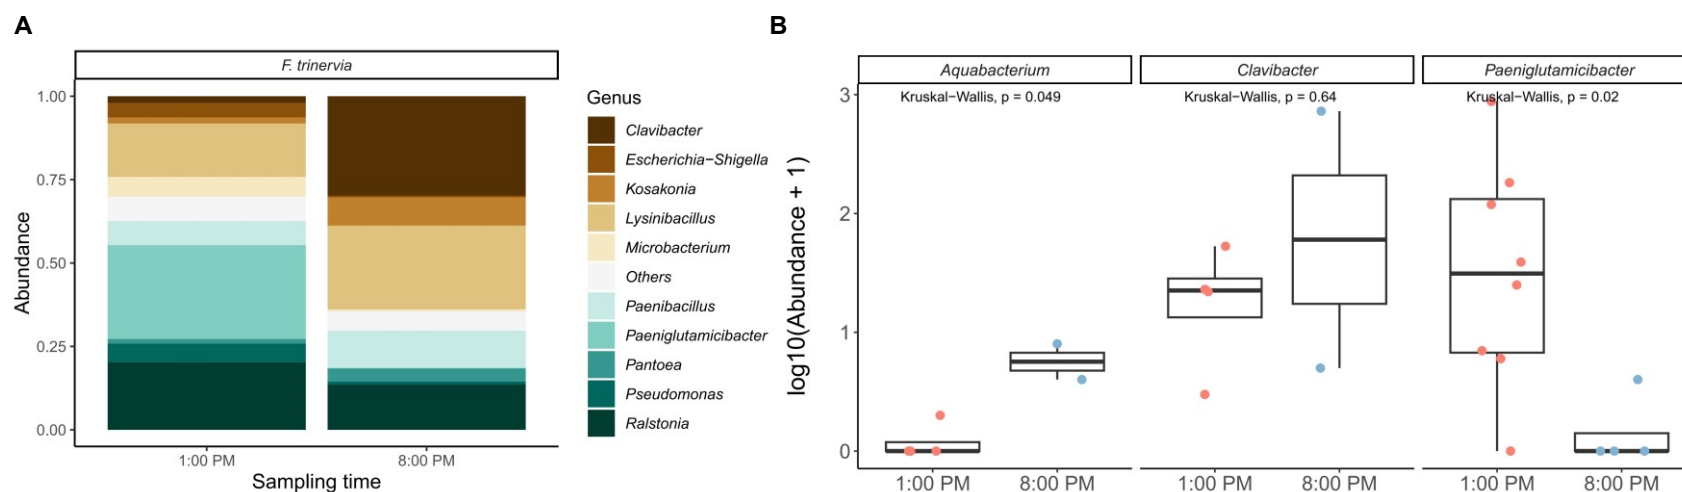 A
F. trinervia
Abundance
1.00
0.75
0.50
0.25
0.00
1:00 PM
8:00 PM
Sampling time
Genus
Clavibacter
Escherichia−Shigella
Kosakonia
Lysinibacillus
Microbacterium
Others
Paenibacillus
Paeniglutamicibacter
Pantoea
Pseudomonas
Ralstonia
B
Aquabacterium
Clavibacter
Paeniglutamicibacter
Kruskal−Wallis, p = 0.049
Kruskal−Wallis, p = 0.64
Kruskal−Wallis, p = 0.02
log10(Abundance + 1)
3
2
1
0
1:00 PM
8:00 PM
1:00 PM
8:00 PM
1:00 PM
8:00 PM